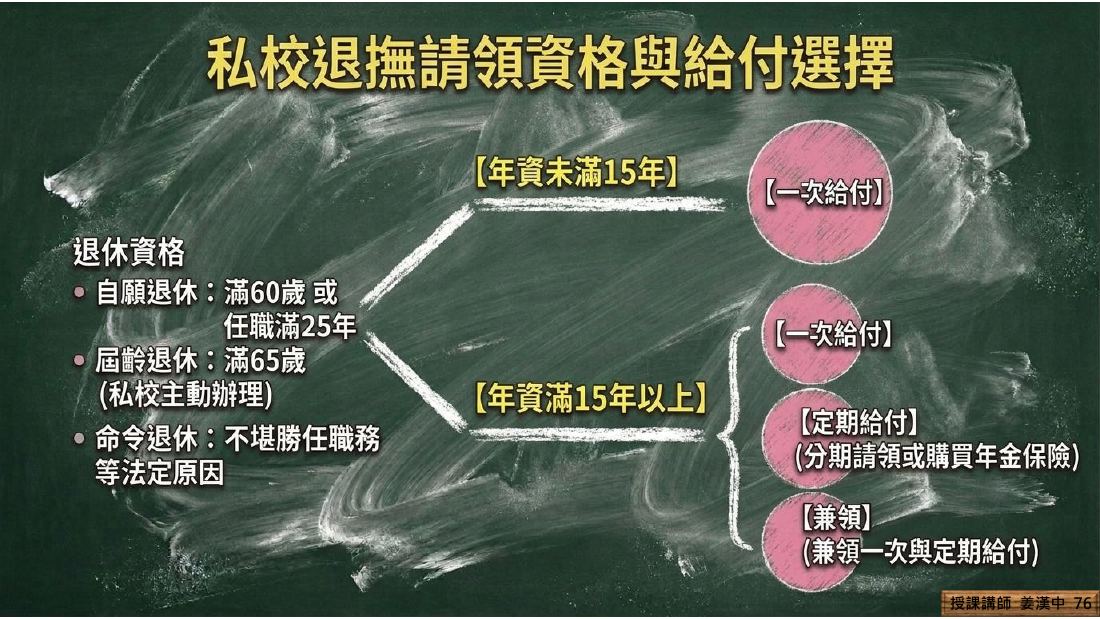 私校退撫請領資格與給付選擇
【年資未滿15年】
【一次給付】
退休資格
• 自願退休：滿60歲 或
任職滿25年
• 屆齡退休：滿65歲
(私校主動辦理)
• 命令退休：不堪勝任職務
等法定原因
【年資滿15年以上】
【一次給付】
【定期給付】
(分期請領或購買年金保險)
【兼領】
(兼領一次與定期給付)
授課講師 姜漢中 76